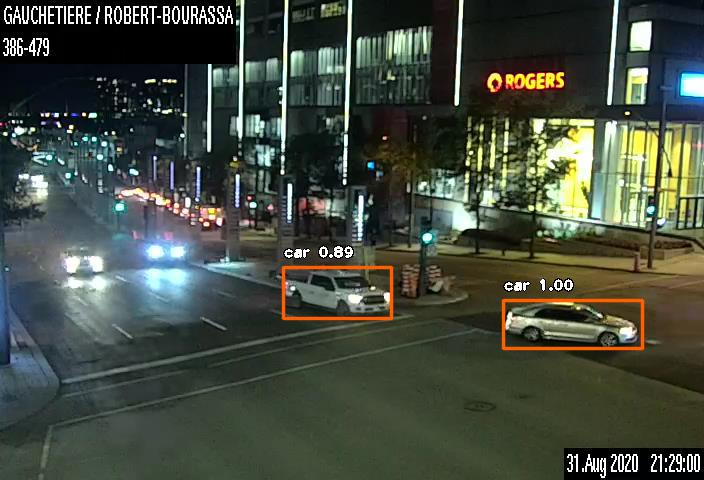 GAUCHETIERE / ROBERT-BOURASSA
386-479
ROGERS
car 0.89
car 1.00
31.Aug 2020 21:29:00